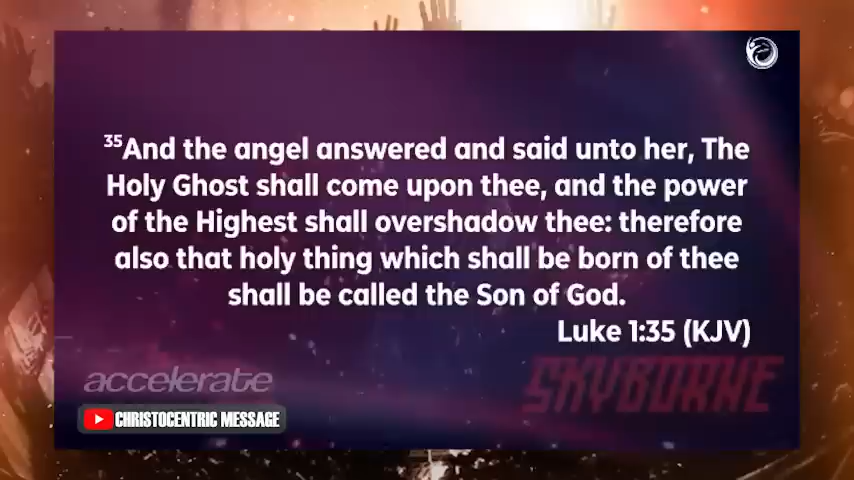 ³⁵And the angel answered and said unto her, The
Holy Ghost shall come upon thee, and the power
of the Highest shall overshadow thee: therefore
also that holy thing which shall be born of thee
shall be called the Son of God.
Luke 1:35 (KJV)
accelerate
SKYBORNE
CHRISTOCENTRIC MESSAGE